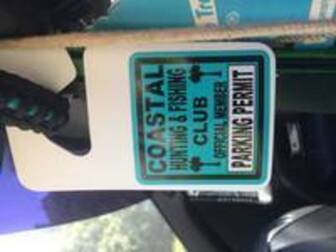 COASTAL
HUNTING & FISHING
CLUB
OFFICIAL MEMBER
PARKING PERMIT